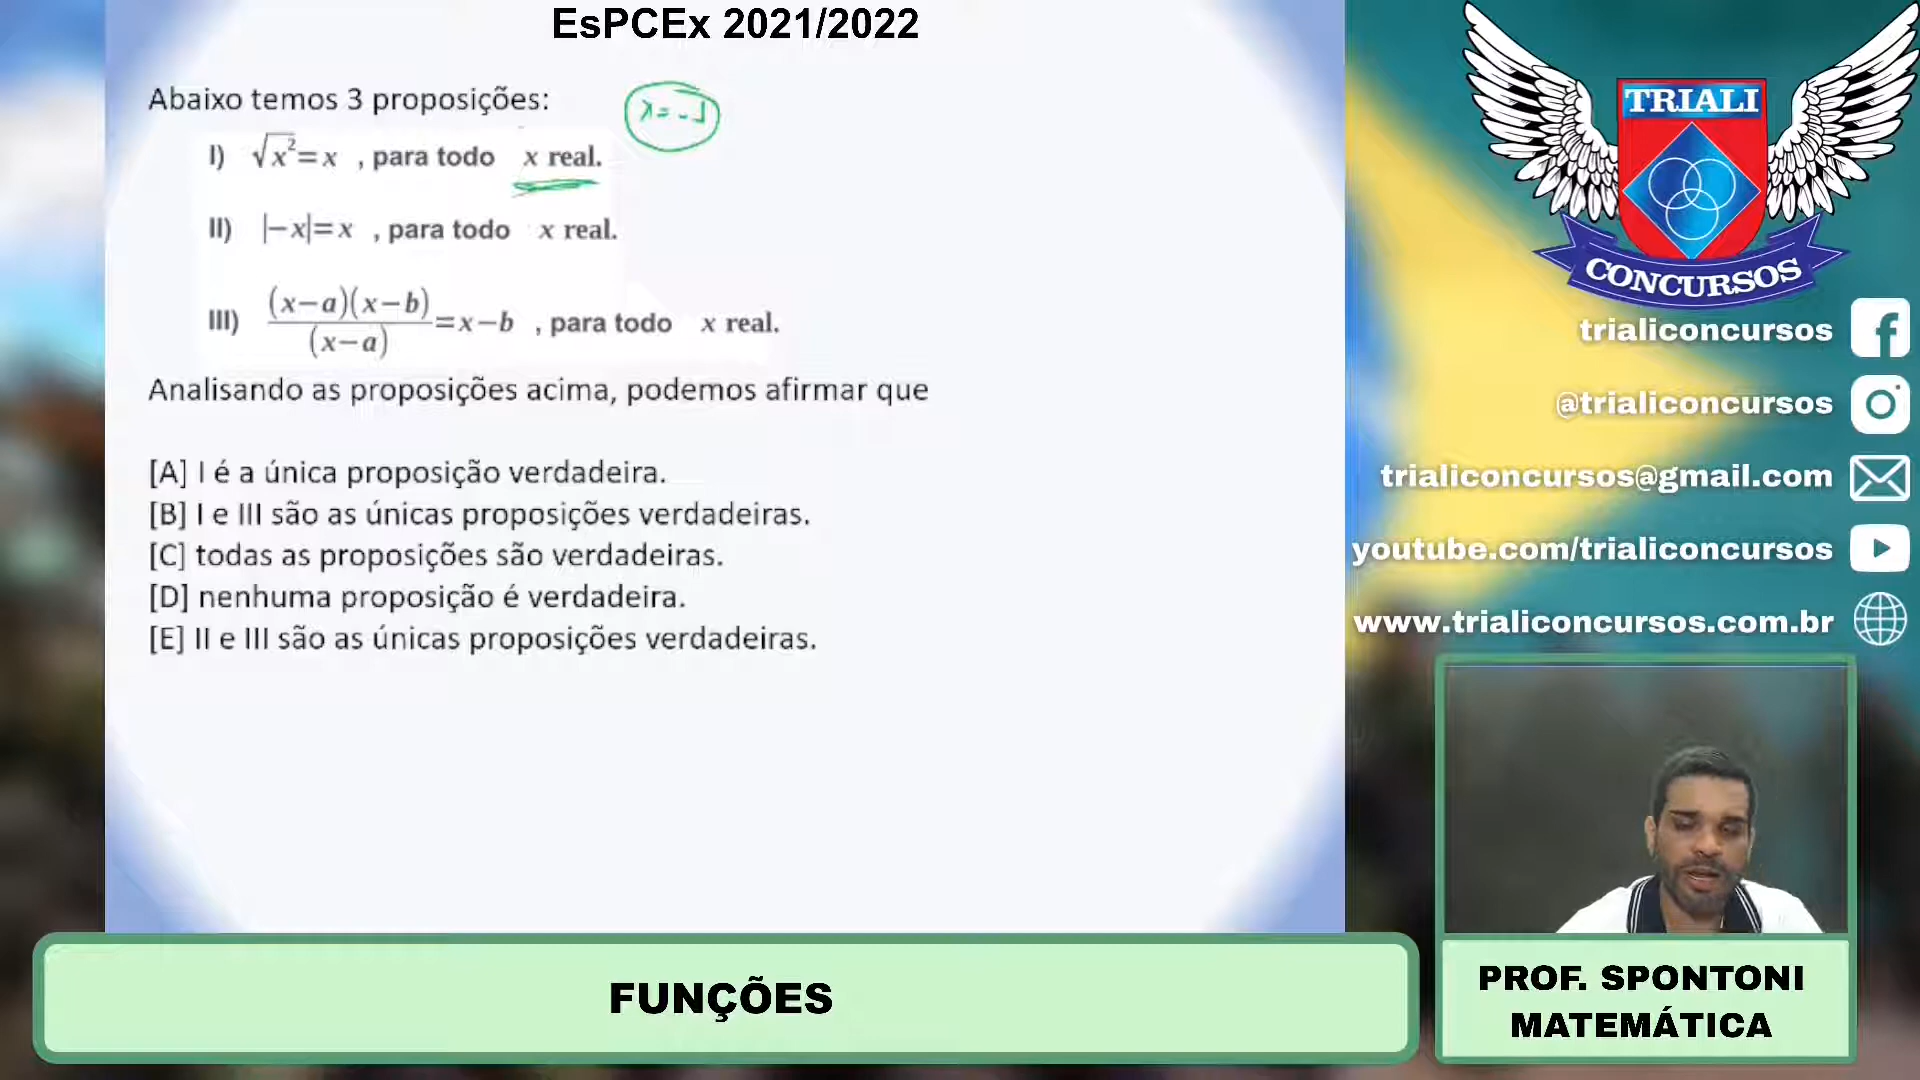 EsPCEx 2021/2022
Abaixo temos 3 proposições:
x = -1
I) √x²=x , para todo x real.
II) |−x|=x , para todo x real.
III) (x−a)(x−b)/(x−a)=x−b , para todo x real.
Analisando as proposições acima, podemos afirmar que
[A] I é a única proposição verdadeira.
[B] I e III são as únicas proposições verdadeiras.
[C] todas as proposições são verdadeiras.
[D] nenhuma proposição é verdadeira.
[E] II e III são as únicas proposições verdadeiras.
TRIALI
CONCURSOS
trialiconcursos
@trialiconcursos
trialiconcursos@gmail.com
youtube.com/trialiconcursos
www.trialiconcursos.com.br
FUNÇÕES
PROF. SPONTONI
MATEMÁTICA